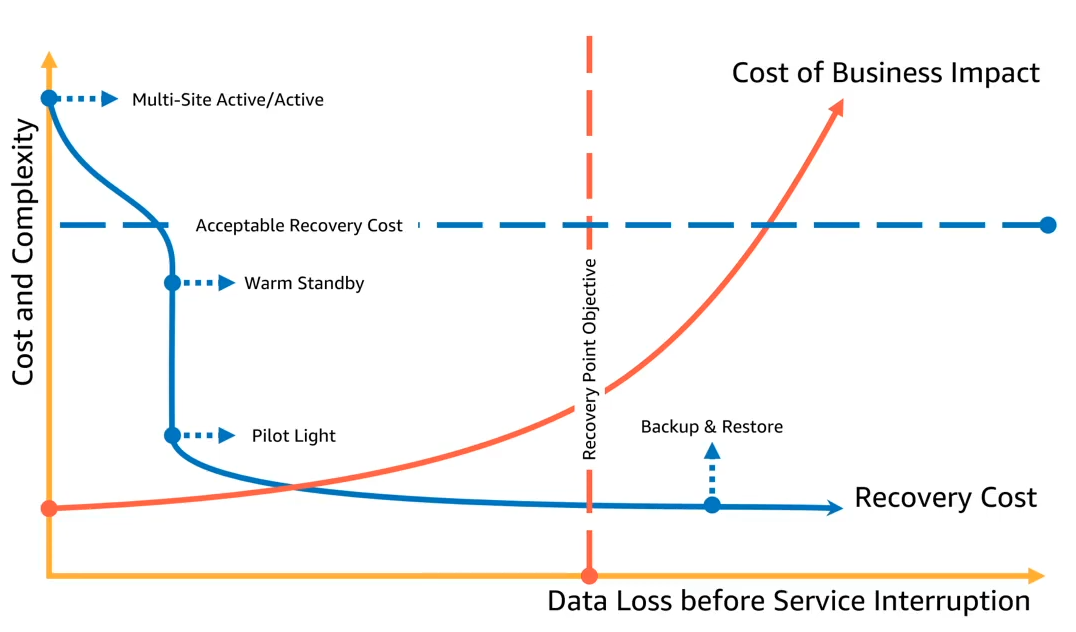 Cost of Business Impact
Multi-Site Active/Active
Cost and Complexity
Acceptable Recovery Cost
Warm Standby
Recovery Point Objective
Backup & Restore
Pilot Light
Recovery Cost
Data Loss before Service Interruption